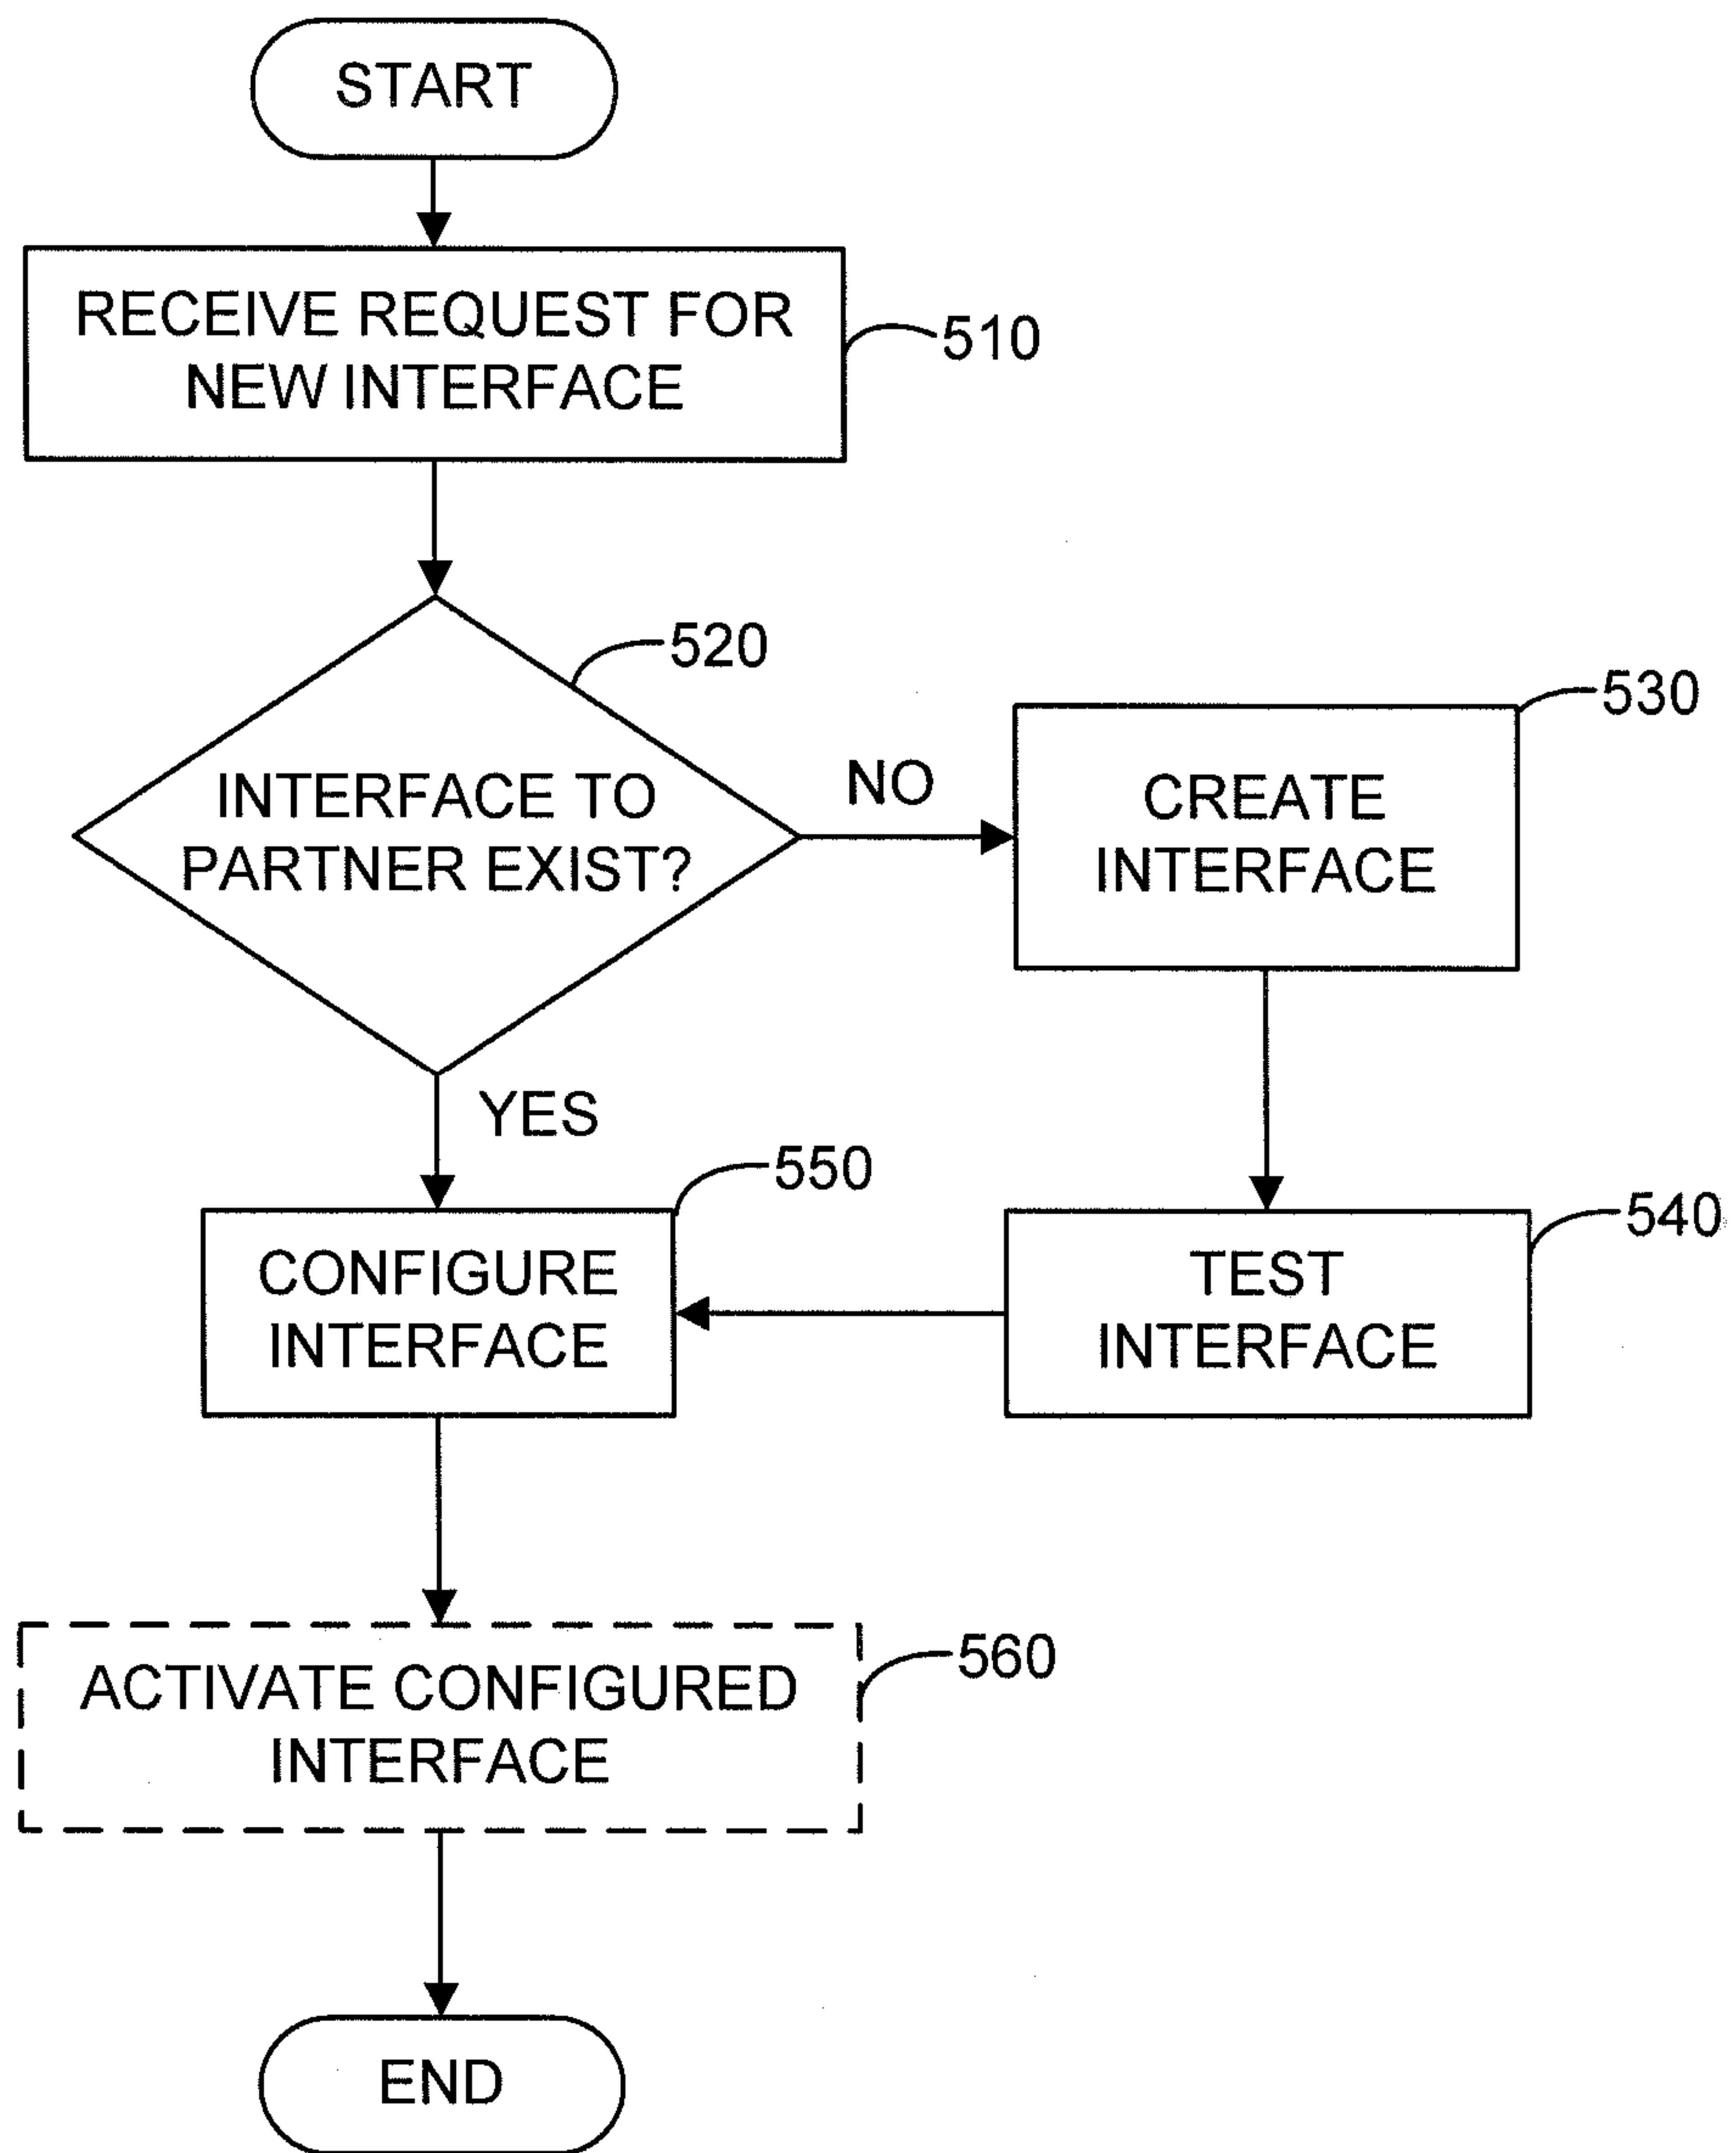 START
RECEIVE REQUEST FOR
NEW INTERFACE
510
520
INTERFACE TO
PARTNER EXIST?
NO
530
CREATE
INTERFACE
YES
550
CONFIGURE
INTERFACE
540
TEST
INTERFACE
560
ACTIVATE CONFIGURED
INTERFACE
END